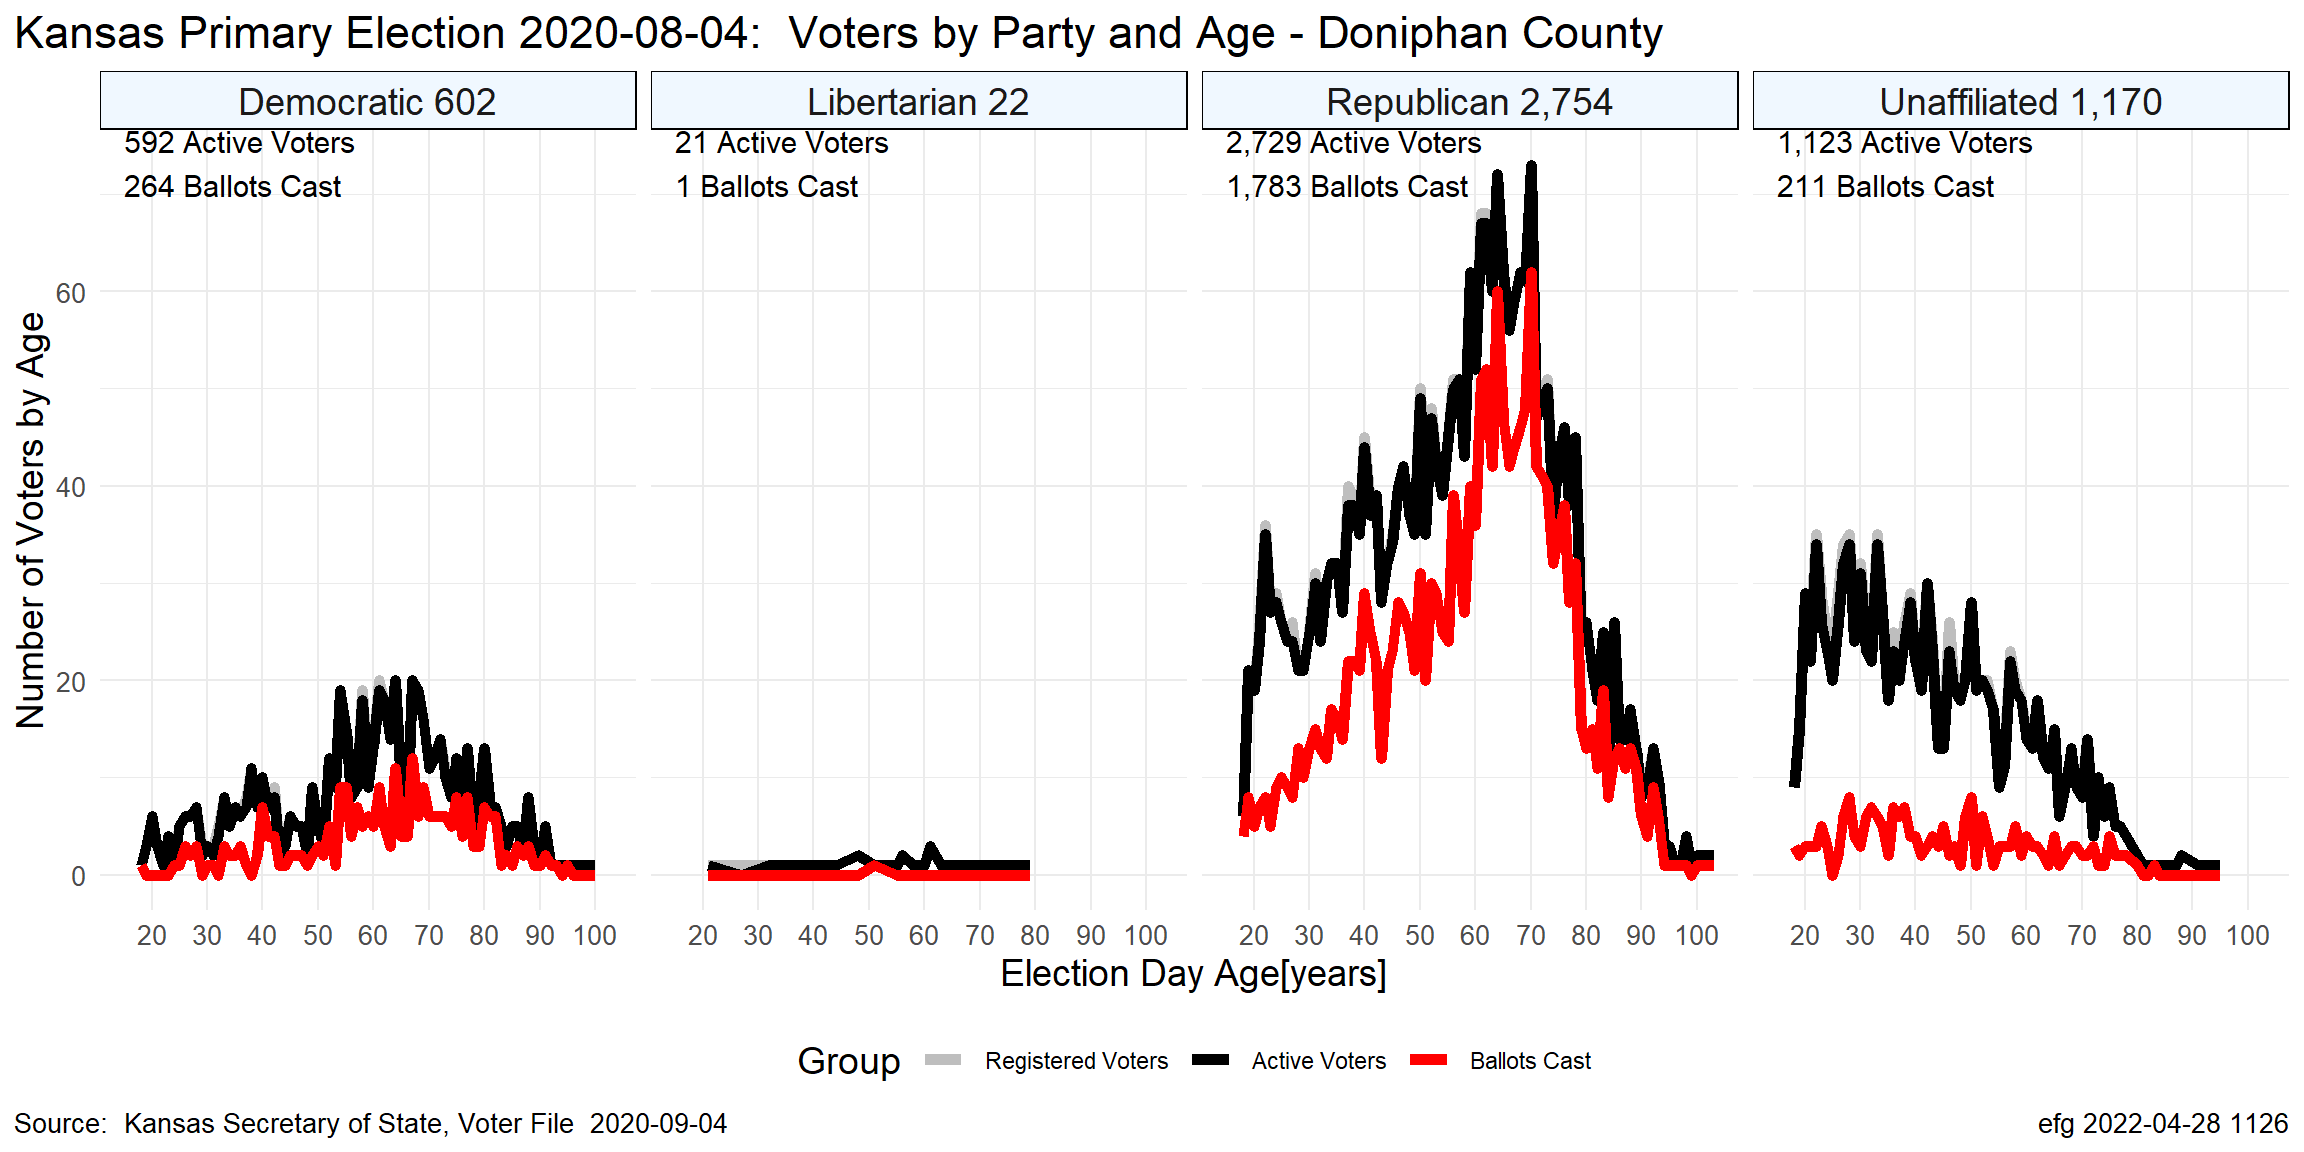 Kansas Primary Election 2020-08-04:  Voters by Party and Age - Doniphan County
Democratic 602
Libertarian 22
Republican 2,754
Unaffiliated 1,170
592 Active Voters
264 Ballots Cast
21 Active Voters
1 Ballots Cast
2,729 Active Voters
1,783 Ballots Cast
1,123 Active Voters
211 Ballots Cast
Number of Voters by Age
60
40
20
0
20 30 40 50 60 70 80 90 100
20 30 40 50 60 70 80 90 100
20 30 40 50 60 70 80 90 100
20 30 40 50 60 70 80 90 100
Election Day Age[years]
Group Registered Voters Active Voters Ballots Cast
Source:  Kansas Secretary of State, Voter File  2020-09-04
efg 2022-04-28 1126